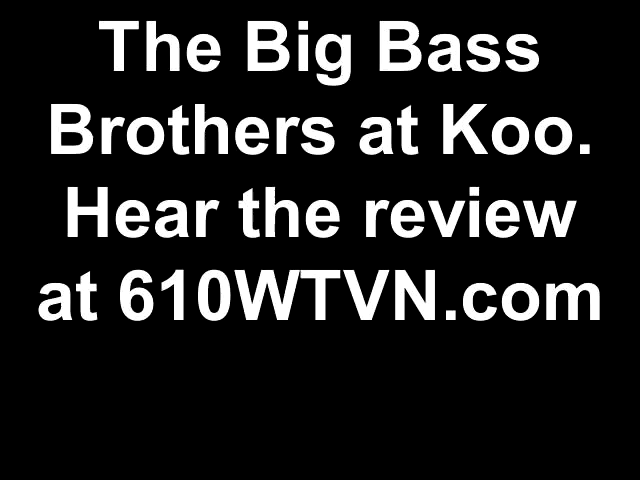 The Big Bass
Brothers at Koo.
Hear the review
at 610WTVN.com